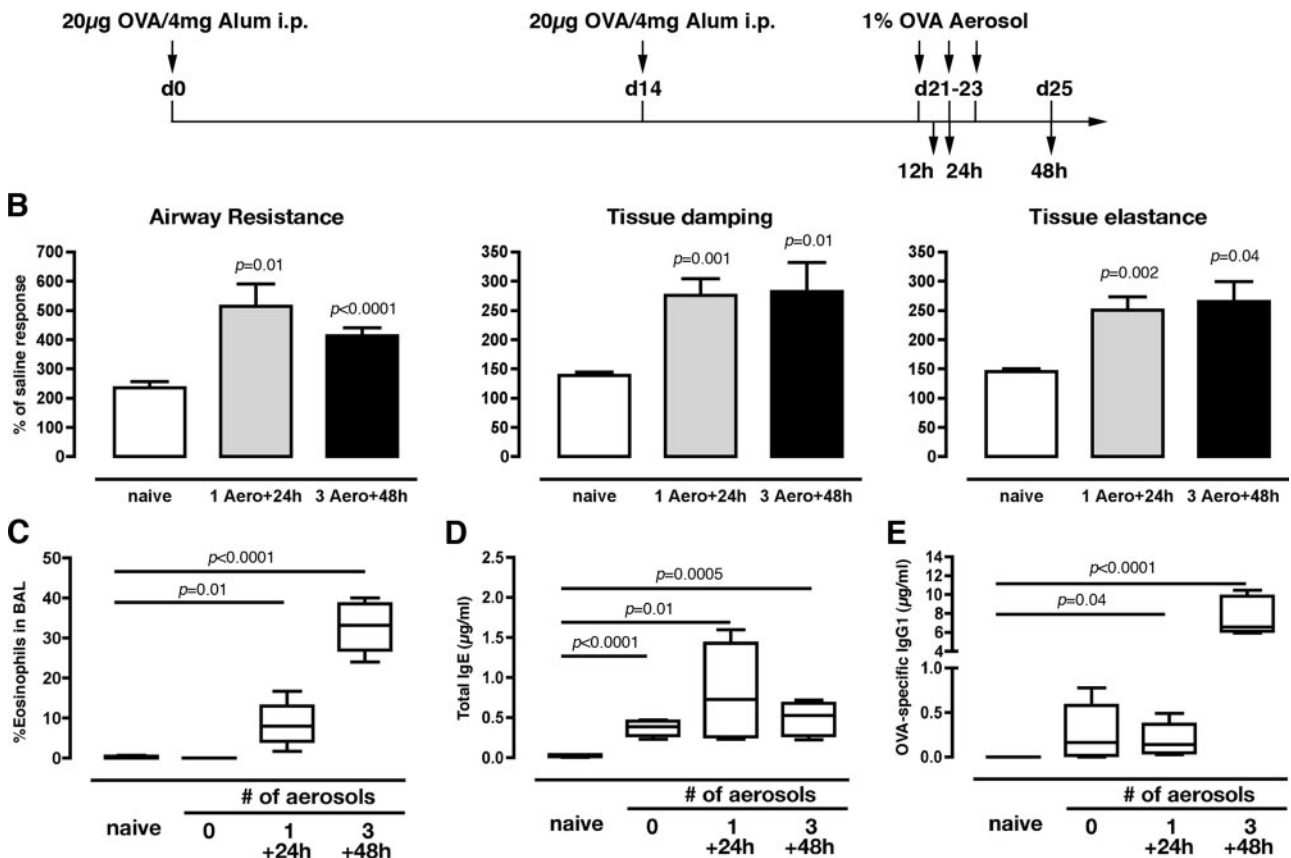 20µg OVA/4mg Alum i.p. 20µg OVA/4mg Alum i.p. 1% OVA Aerosol
d0 d14 d21-23 d25
12h 24h 48h
B
Airway Resistance Tissue damping Tissue elastance
% of saline response
700
600
500
400
300
200
100
0
p=0.01
p<0.0001
naive 1 Aero+24h 3 Aero+48h
350
300
250
200
150
100
50
0
p=0.001
p=0.01
naive 1 Aero+24h 3 Aero+48h
350
300
250
200
150
100
50
0
p=0.002
p=0.04
naive 1 Aero+24h 3 Aero+48h
C
%Eosinophils in BAL
50
40
30
20
10
0
p<0.0001
p=0.01
# of aerosols
naive 0 1 3
+24h +48h
D
Total IgE (µg/ml)
2.5
2.0
1.5
1.0
0.5
0.0
p=0.0005
p=0.01
p<0.0001
# of aerosols
naive 0 1 3
+24h +48h
E
OVA-specific IgG1 (µg/ml)
14
12
10
8
6
4
1.0
0.5
0.0
p<0.0001
p=0.04
# of aerosols
naive 0 1 3
+24h +48h